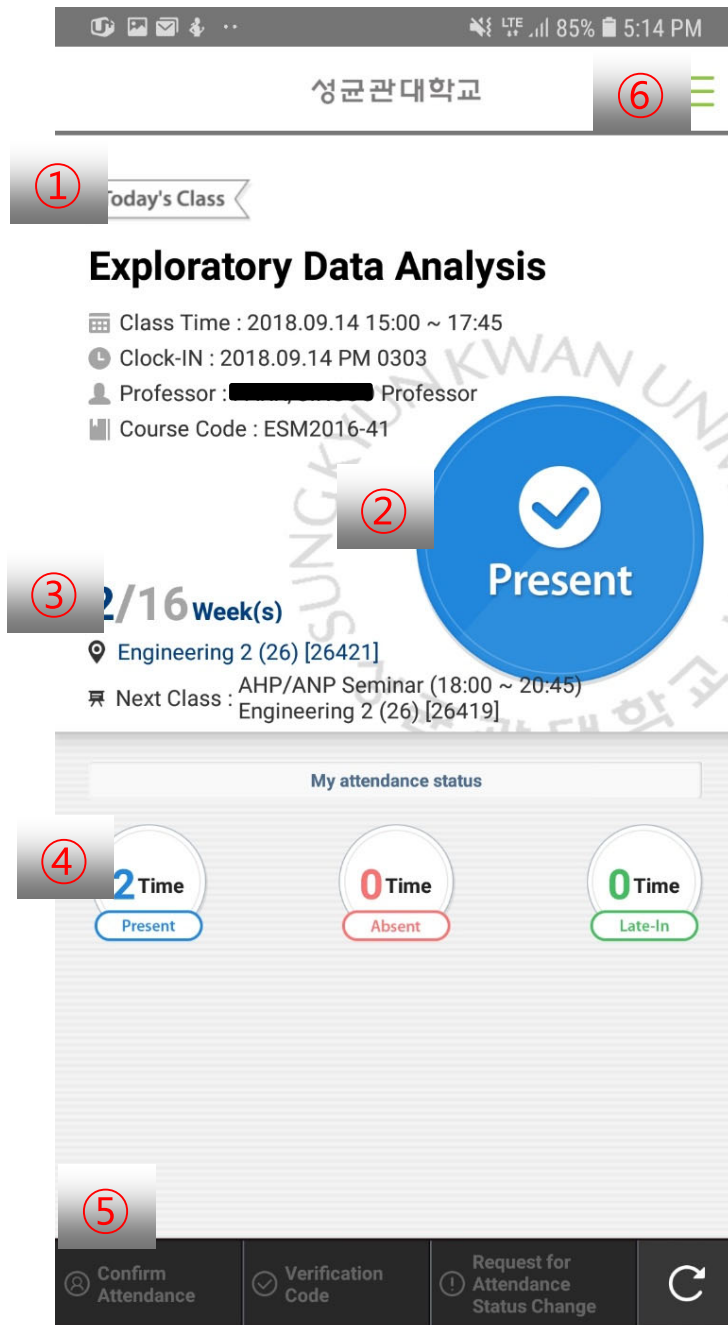 85% 5:14 PM
성균관대학교
⑥
①
Today's Class
Exploratory Data Analysis
Class Time : 2018.09.14 15:00 ~ 17:45
Clock-IN : 2018.09.14 PM 0303
Professor : Professor
Course Code : ESM2016-41
②
Present
③
2/16 Week(s)
Engineering 2 (26) [26421]
Next Class : AHP/ANP Seminar (18:00 ~ 20:45)
Engineering 2 (26) [26419]
SUNGKYUNKWAN UNIV
My attendance status
④
2 Time
0 Time
0 Time
Present
Absent
Late-In
⑤
Confirm Attendance
Verification Code
Request for Attendance Status Change